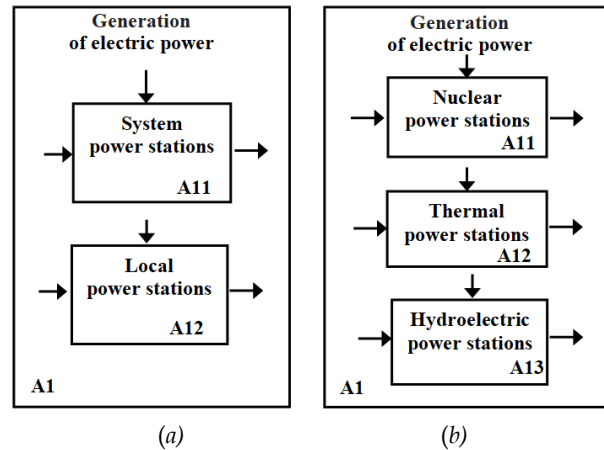 Generation
of electric power
System
power stations
A11
Local
power stations
A12
A1
(a)
Generation
of electric power
Nuclear
power stations
A11
Thermal
power stations
A12
Hydroelectric
power stations
A13
A1
(b)